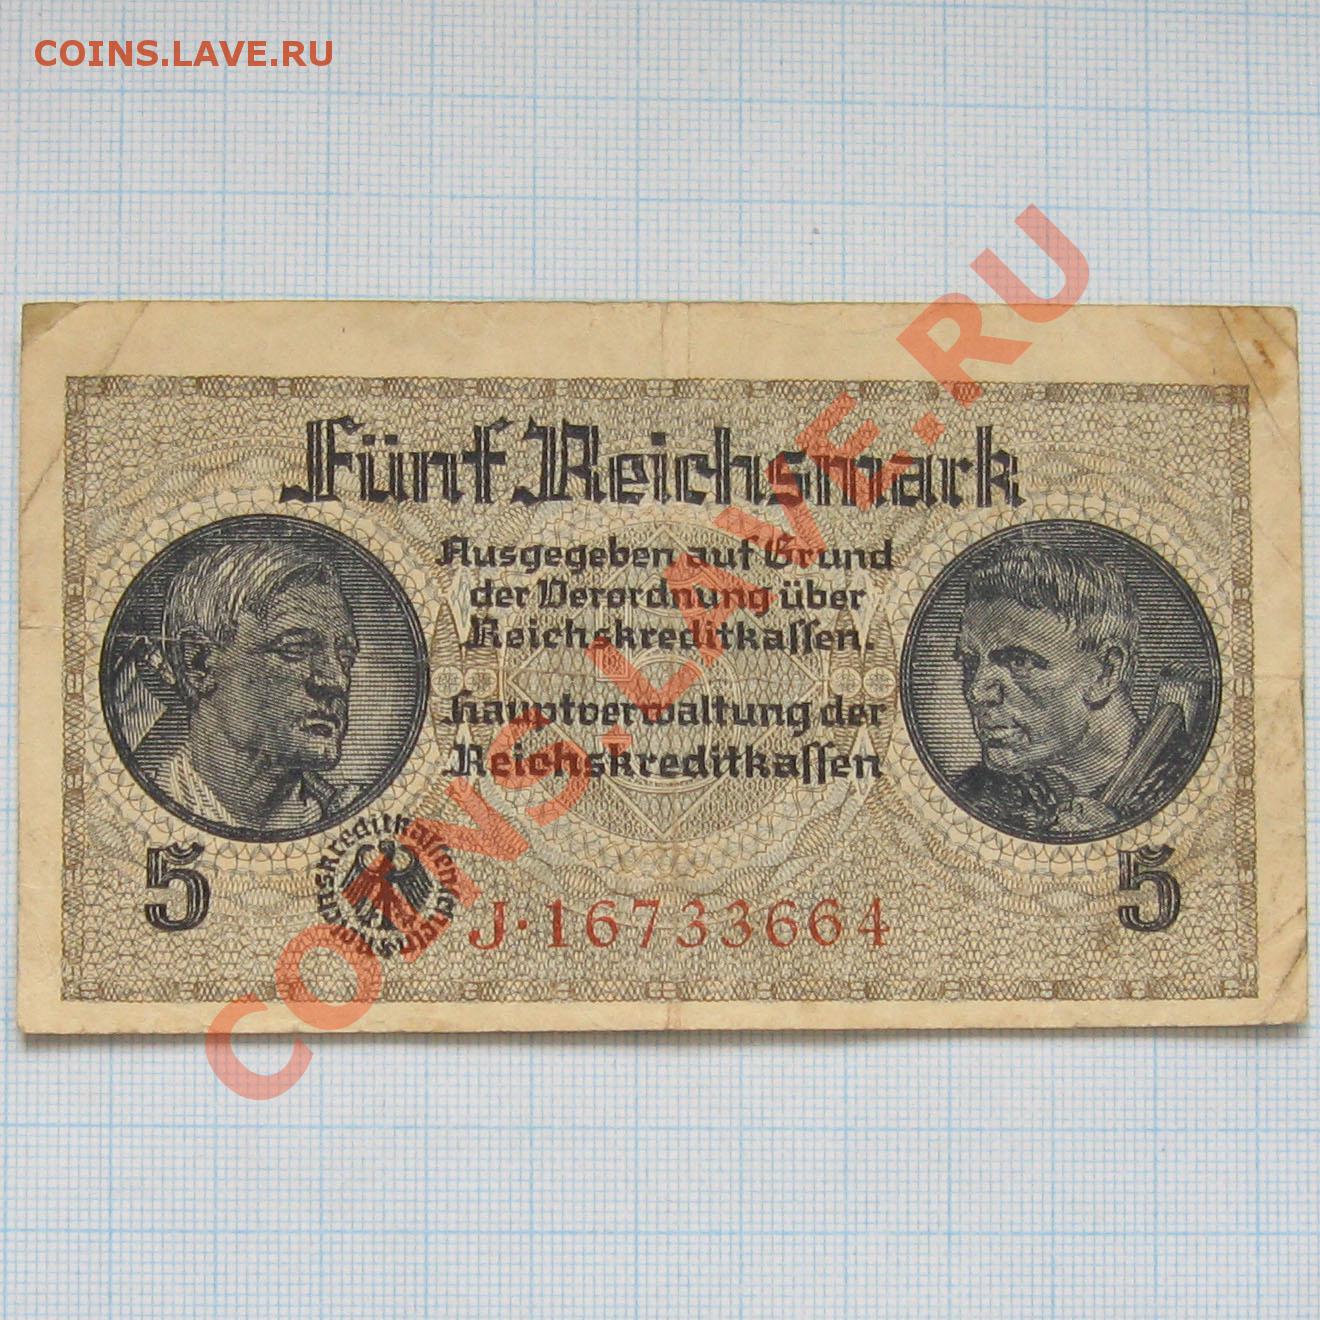 COINS.LAVE.RU
Fünf Reichsmark
Ausgegeben auf Grund
der Verordnung über
Reichskreditkassen.
Hauptverwaltung der
Reichskreditkassen
5
Reichskreditkassenscheine
J·16733664
5
COINS.LAVE.RU